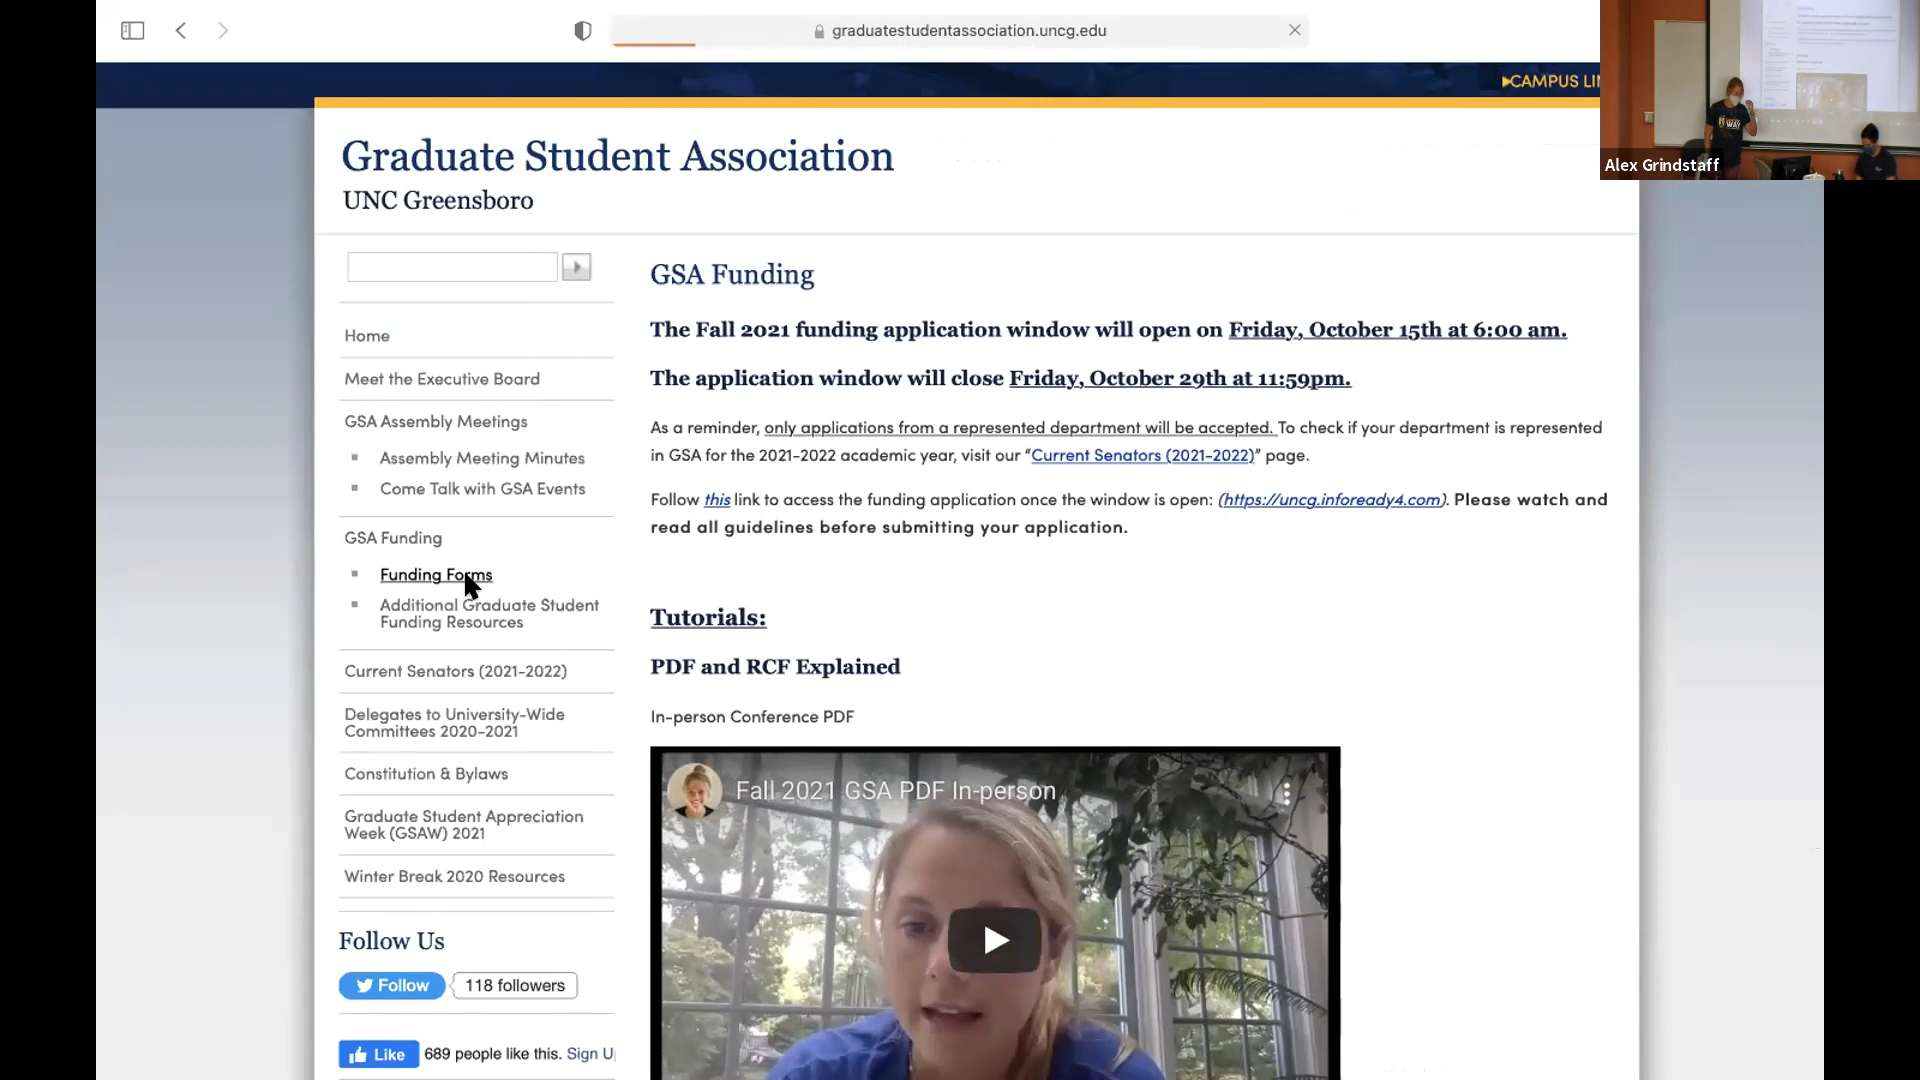 graduatestudentassociation.uncg.edu
▶CAMPUS LI
Alex Grindstaff
WAY
Graduate Student Association
UNC Greensboro
Home
Meet the Executive Board
GSA Assembly Meetings
Assembly Meeting Minutes
Come Talk with GSA Events
GSA Funding
Funding Forms
Additional Graduate Student
Funding Resources
Current Senators (2021-2022)
Delegates to University-Wide
Committees 2020-2021
Constitution & Bylaws
Graduate Student Appreciation
Week (GSAW) 2021
Winter Break 2020 Resources
Follow Us
Follow
118 followers
Like
689 people like this. Sign U
GSA Funding
The Fall 2021 funding application window will open on Friday, October 15th at 6:00 am.
The application window will close Friday, October 29th at 11:59pm.
As a reminder, only applications from a represented department will be accepted. To check if your department is represented
in GSA for the 2021-2022 academic year, visit our “Current Senators (2021-2022)” page.
Follow this link to access the funding application once the window is open: (https://uncg.infoready4.com). Please watch and
read all guidelines before submitting your application.
Tutorials:
PDF and RCF Explained
In-person Conference PDF
Fall 2021 GSA PDF In-person